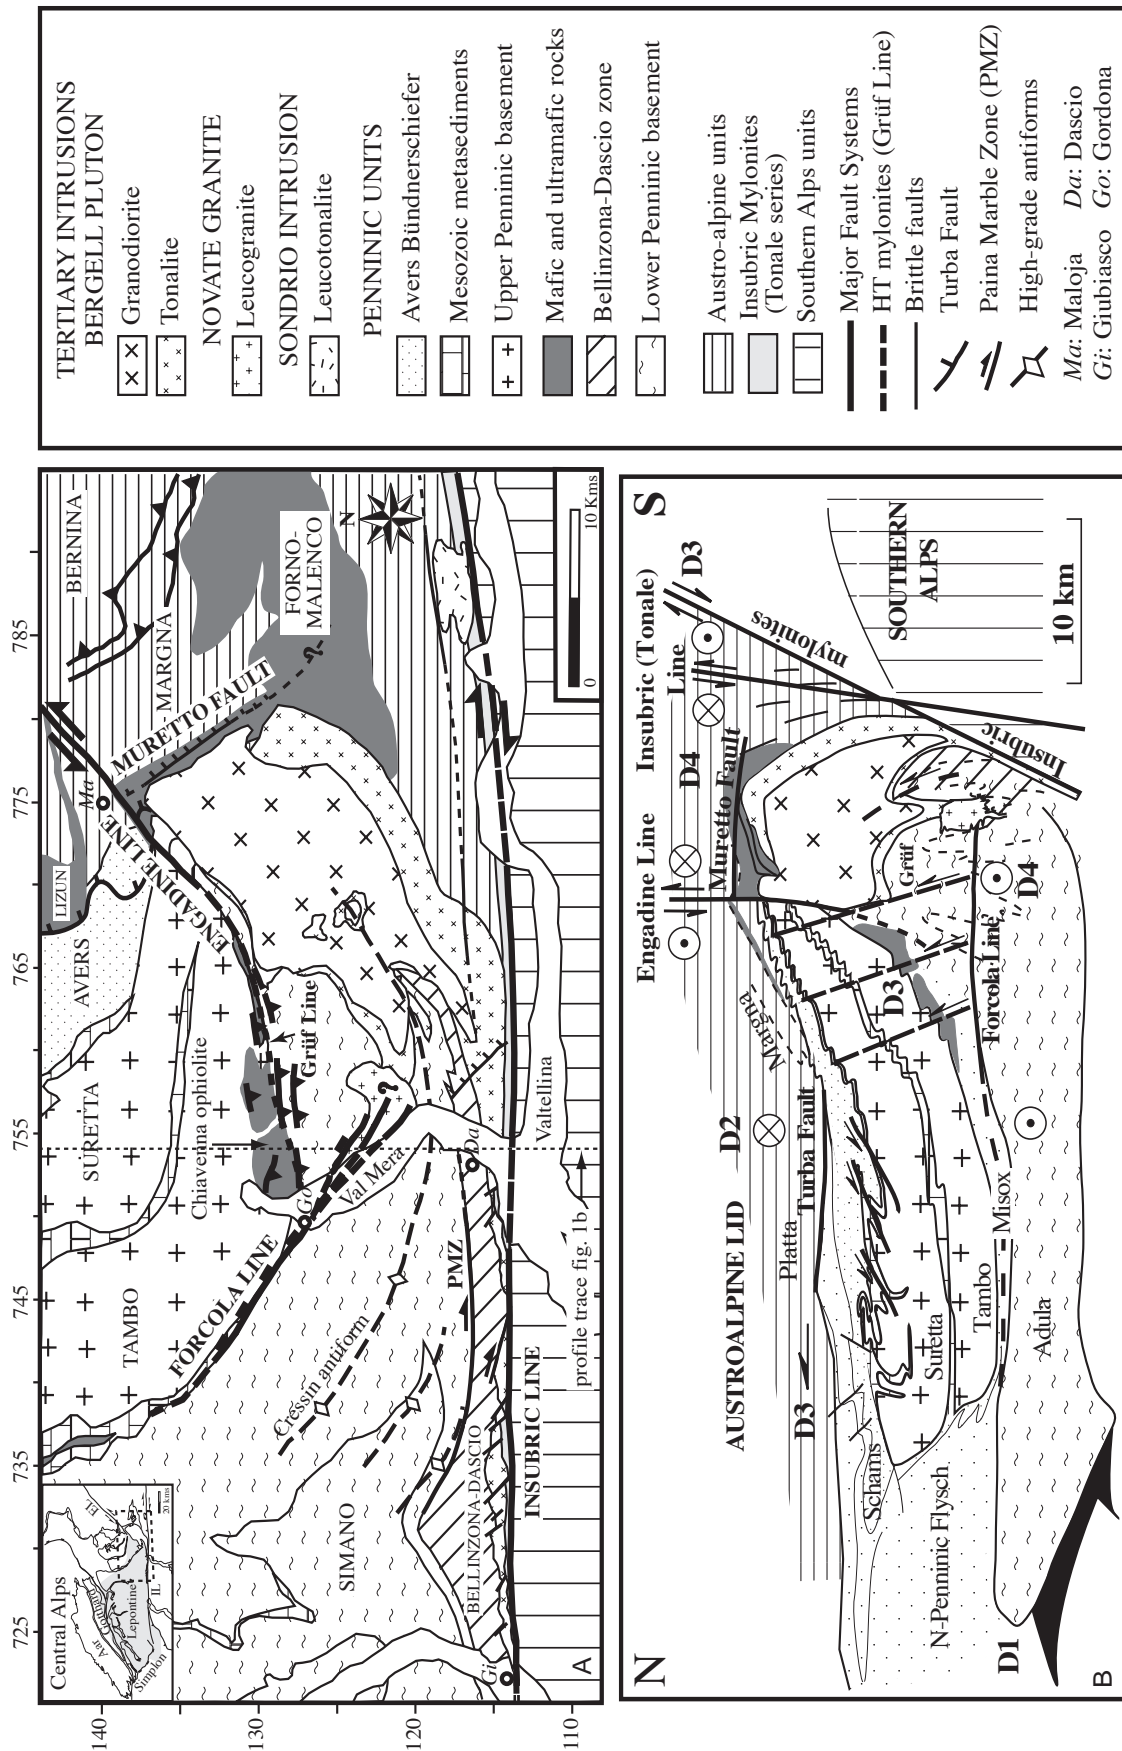 TERTIARY INTRUSIONS
BERGELL PLUTON
Granodiorite
Tonalite
NOVATE GRANITE
Leucogranite
SONDRIO INTRUSION
Leucotonalite
PENNINIC UNITS
Avers Bündnerschiefer
Mesozoic metasediments
Upper Penninic basement
Mafic and ultramafic rocks
Bellinzona-Dascio zone
Lower Penninic basement
Austro-alpine units
Insubric Mylonites
(Tonale series)
Southern Alps units
Major Fault Systems
HT mylonites (Grüf Line)
Brittle faults
Turba Fault
Paina Marble Zone (PMZ)
High-grade antiforms
Ma: Maloja Da: Dascio
Gi: Giubiasco Go: Gordona
725
735
745
755
765
775
785
140
130
120
110
Central Alps
Aar
Gotthard
Lepontine
Simplon
EL
IL
20 kms
BERNINA
MARGNA
FORNO-
MALENCO
N
MURETTO FAULT
?
Ma
LIZUN
AVERS
ENGADINE LINE
SURETTA
Chiavenna ophiolite
Grüf Line
TAMBO
FORCOLA LINE
Go
Val Mera
?
Da
Valtellina
Cressin antiform
PMZ
SIMANO
BELLINZONA-DASCIO
INSUBRIC LINE
Gi
profile trace fig. 1b
0
10 Kms
A
N
S
AUSTROALPINE LID
D2
D3
Platta
Turba Fault
Margna
Engadine Line
D4
Muretto Fault
Insubric (Tonale)
Line
D3
mylonites
Insubric
SOUTHERN
ALPS
10 km
Grüf
D4
Forcola Line
D3
Misox
Tambo
Suretta
Adula
Schams
N-Penninic Flysch
D1
B